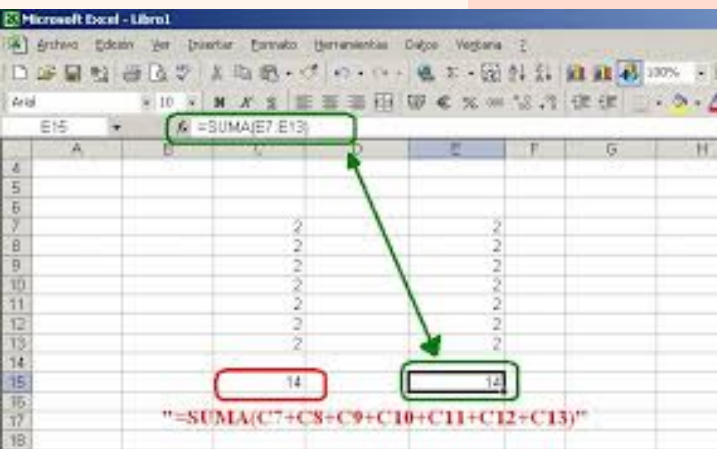 Microsoft Excel - Libro1
Archivo Edición Ver Insertar Formato Herramientas Datos Ventana ?
100%
Arial 10 N K S € %
E15 fx =SUMA(E7:E13)
A B C D E F G H
4
5
6
7 2 2
8 2 2
9 2 2
10 2 2
11 2 2
12 2 2
13 2 2
14
15 14 14
16
17 "=SUMA(C7+C8+C9+C10+C11+C12+C13)"
18